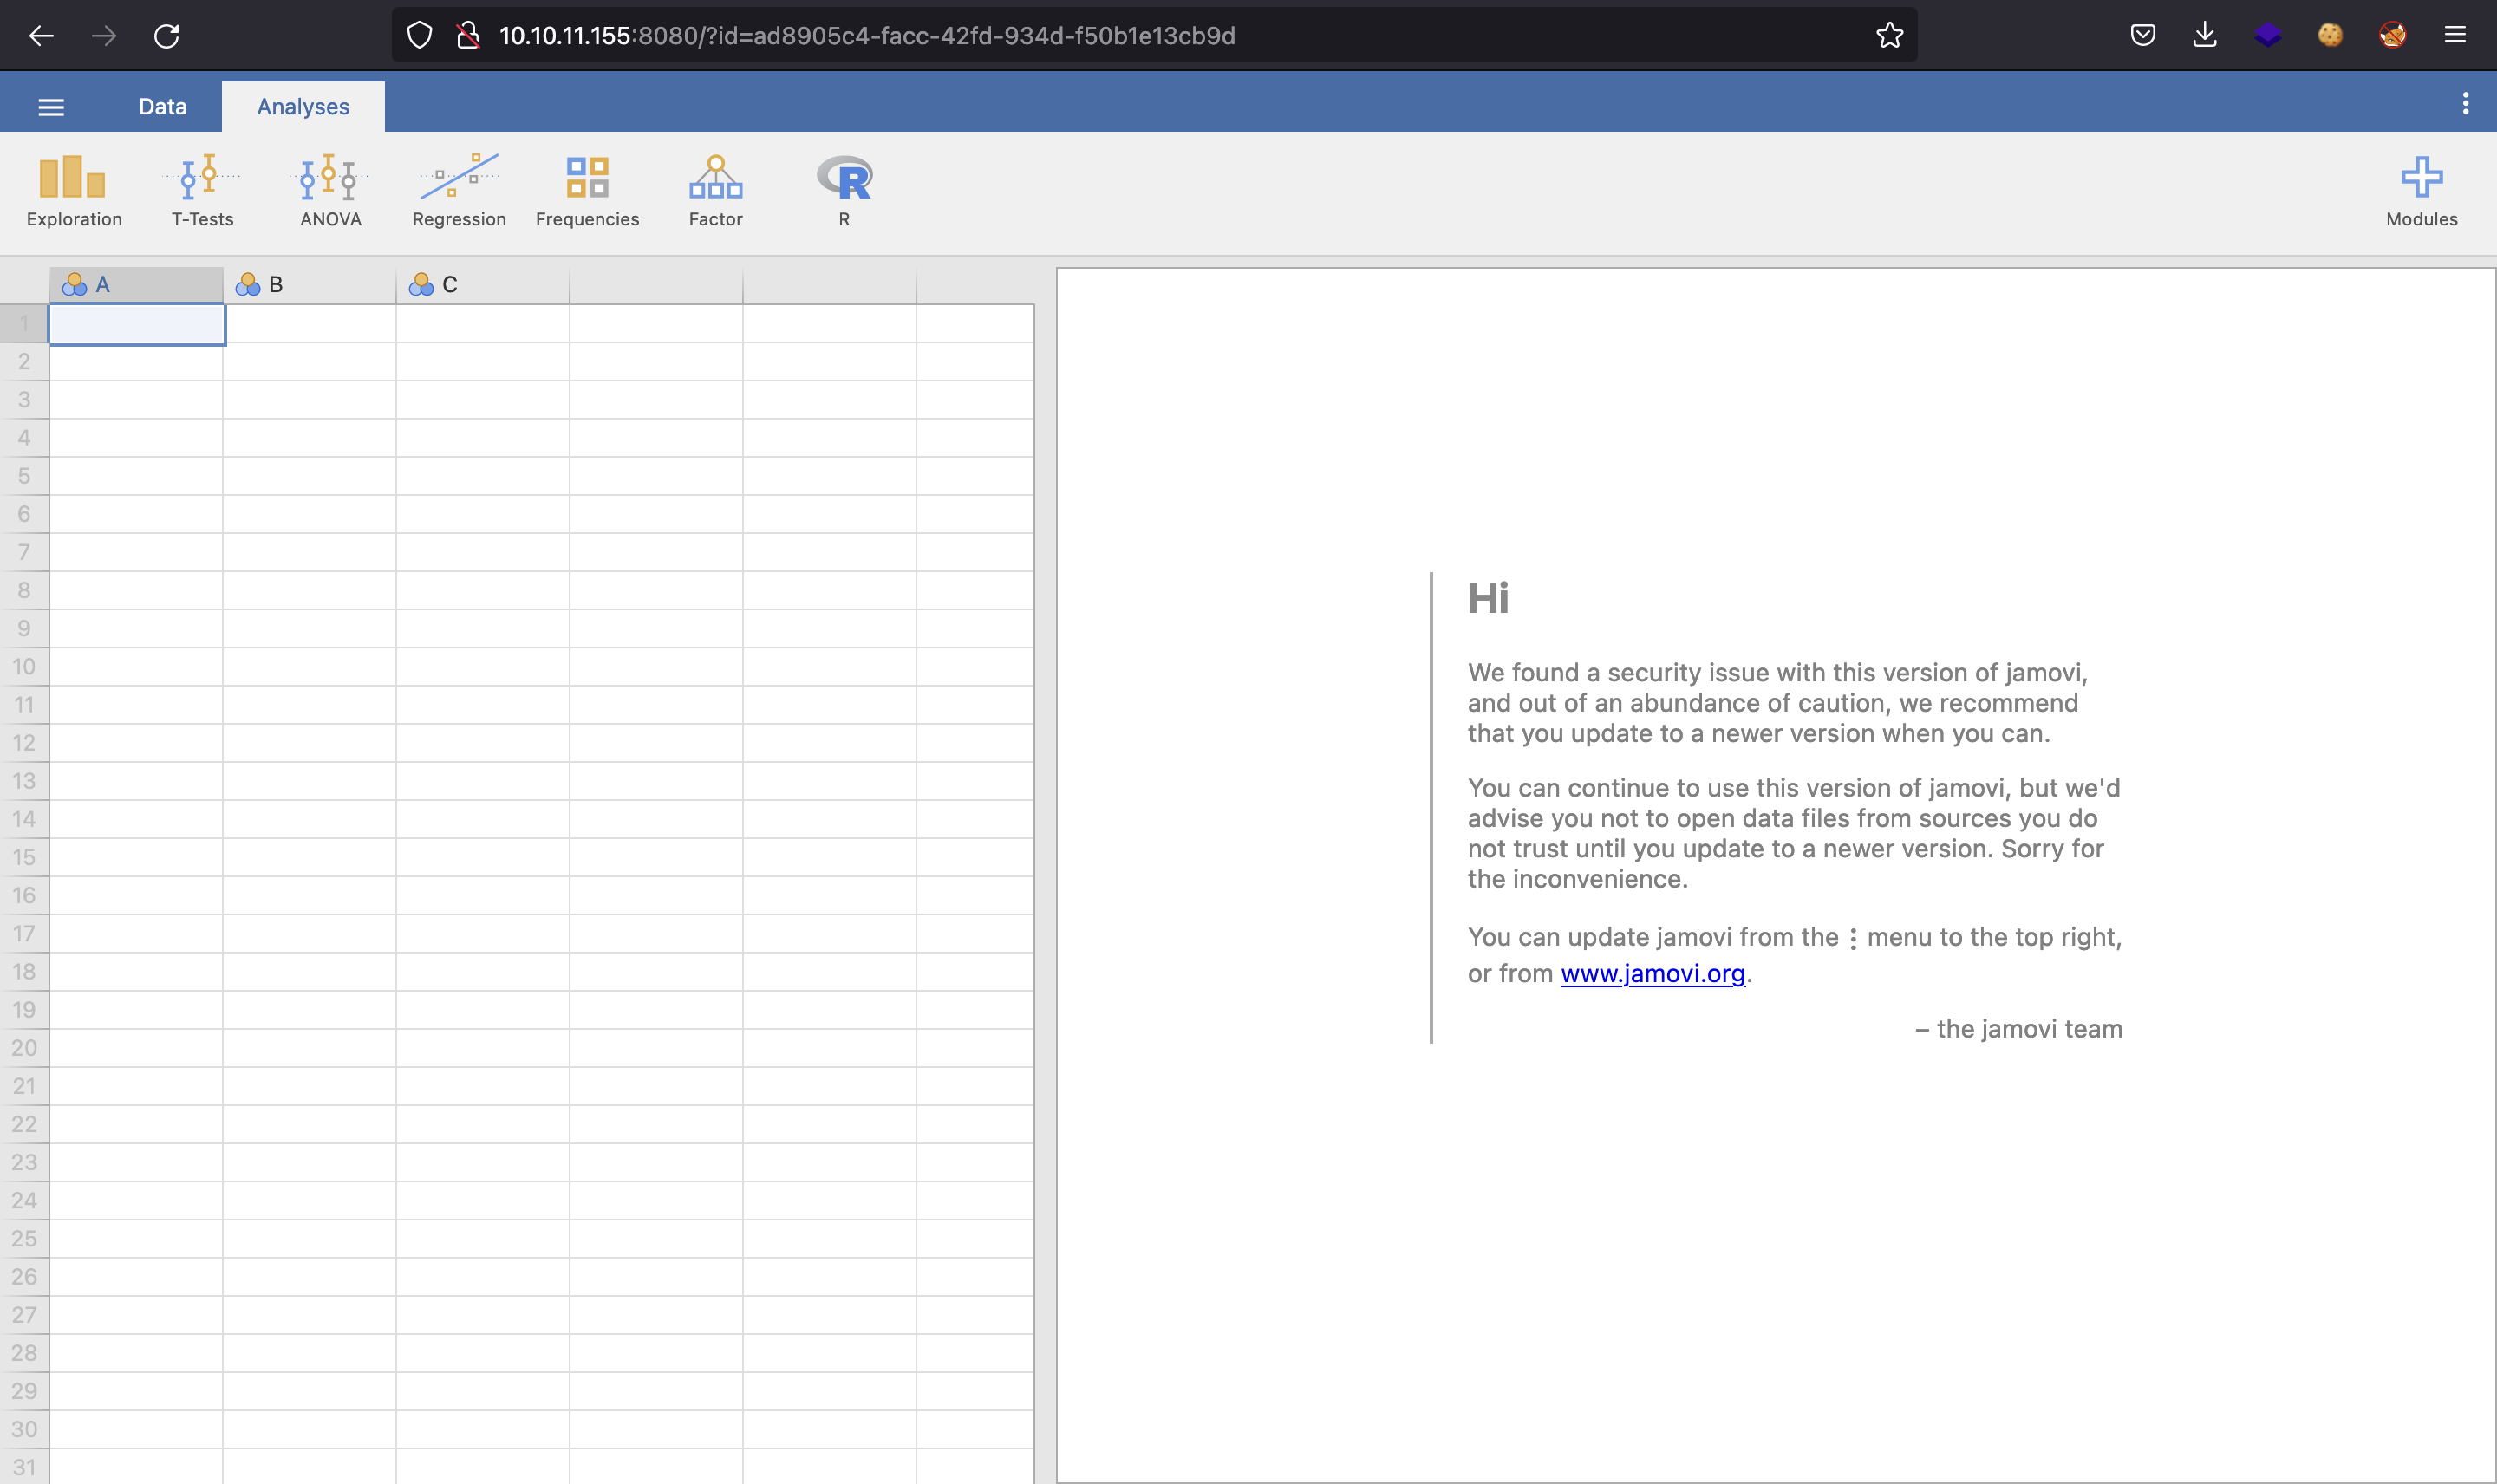 10.10.11.155:8080/?id=ad8905c4-facc-42fd-934d-f50b1e13cb9d
Data Analyses
Exploration T-Tests ANOVA Regression Frequencies Factor R Modules
A B C
1
2
3
4
5
6
7
8
9
10
11
12
13
14
15
16
17
18
19
20
21
22
23
24
25
26
27
28
29
30
31
Hi
We found a security issue with this version of jamovi,
and out of an abundance of caution, we recommend
that you update to a newer version when you can.
You can continue to use this version of jamovi, but we'd
advise you not to open data files from sources you do
not trust until you update to a newer version. Sorry for
the inconvenience.
You can update jamovi from the ⋮ menu to the top right,
or from www.jamovi.org.
– the jamovi team